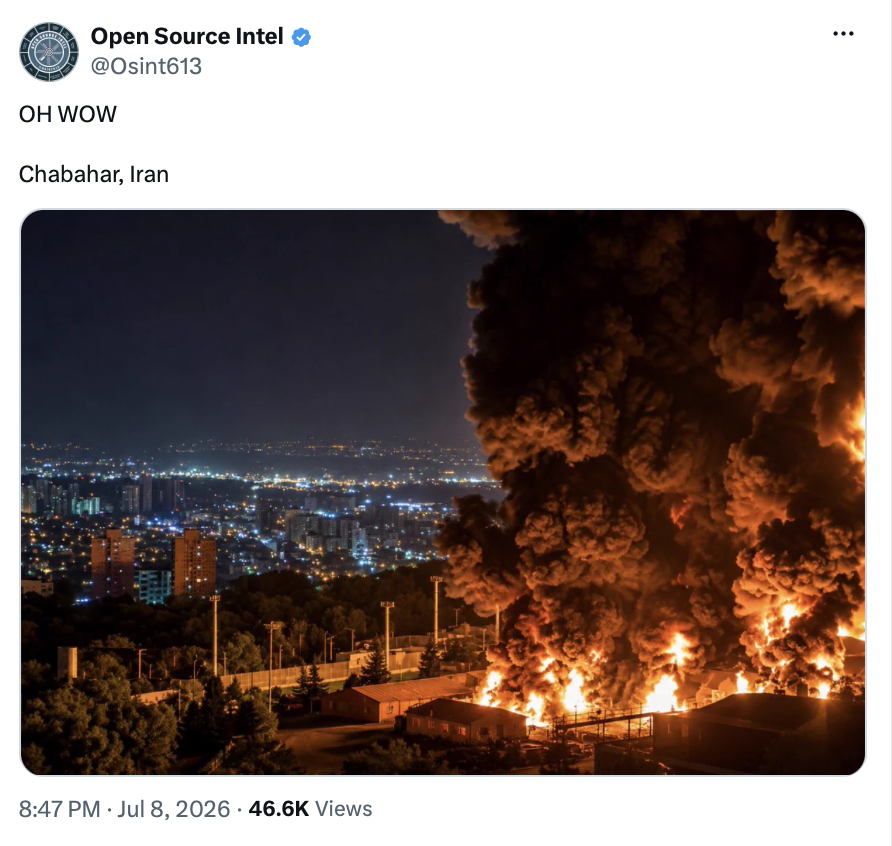 Open Source Intel
@Osint613
OH WOW
Chabahar, Iran
8:47 PM · Jul 8, 2026 · 46.6K Views